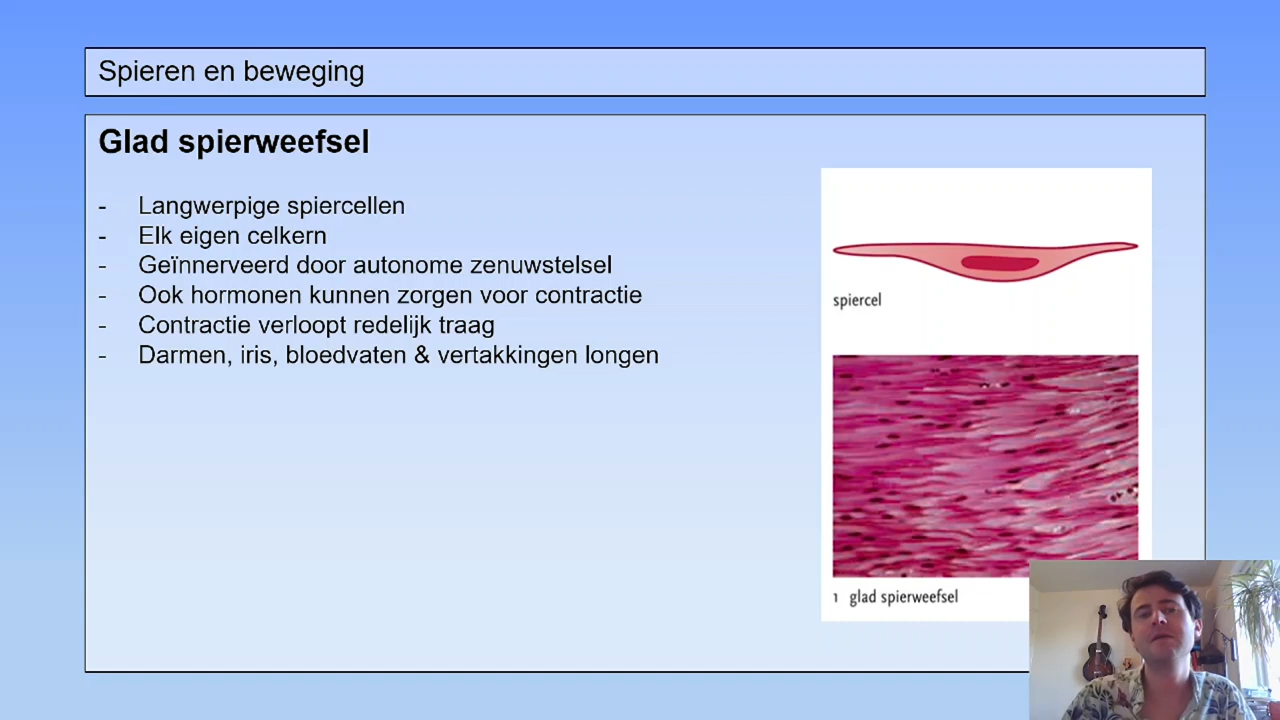 Spieren en beweging
Glad spierweefsel
- Langwerpige spiercellen
- Elk eigen celkern
- Geïnnerveerd door autonome zenuwstelsel
- Ook hormonen kunnen zorgen voor contractie
- Contractie verloopt redelijk traag
- Darmen, iris, bloedvaten & vertakkingen longen
spiercel
1 glad spierweefsel